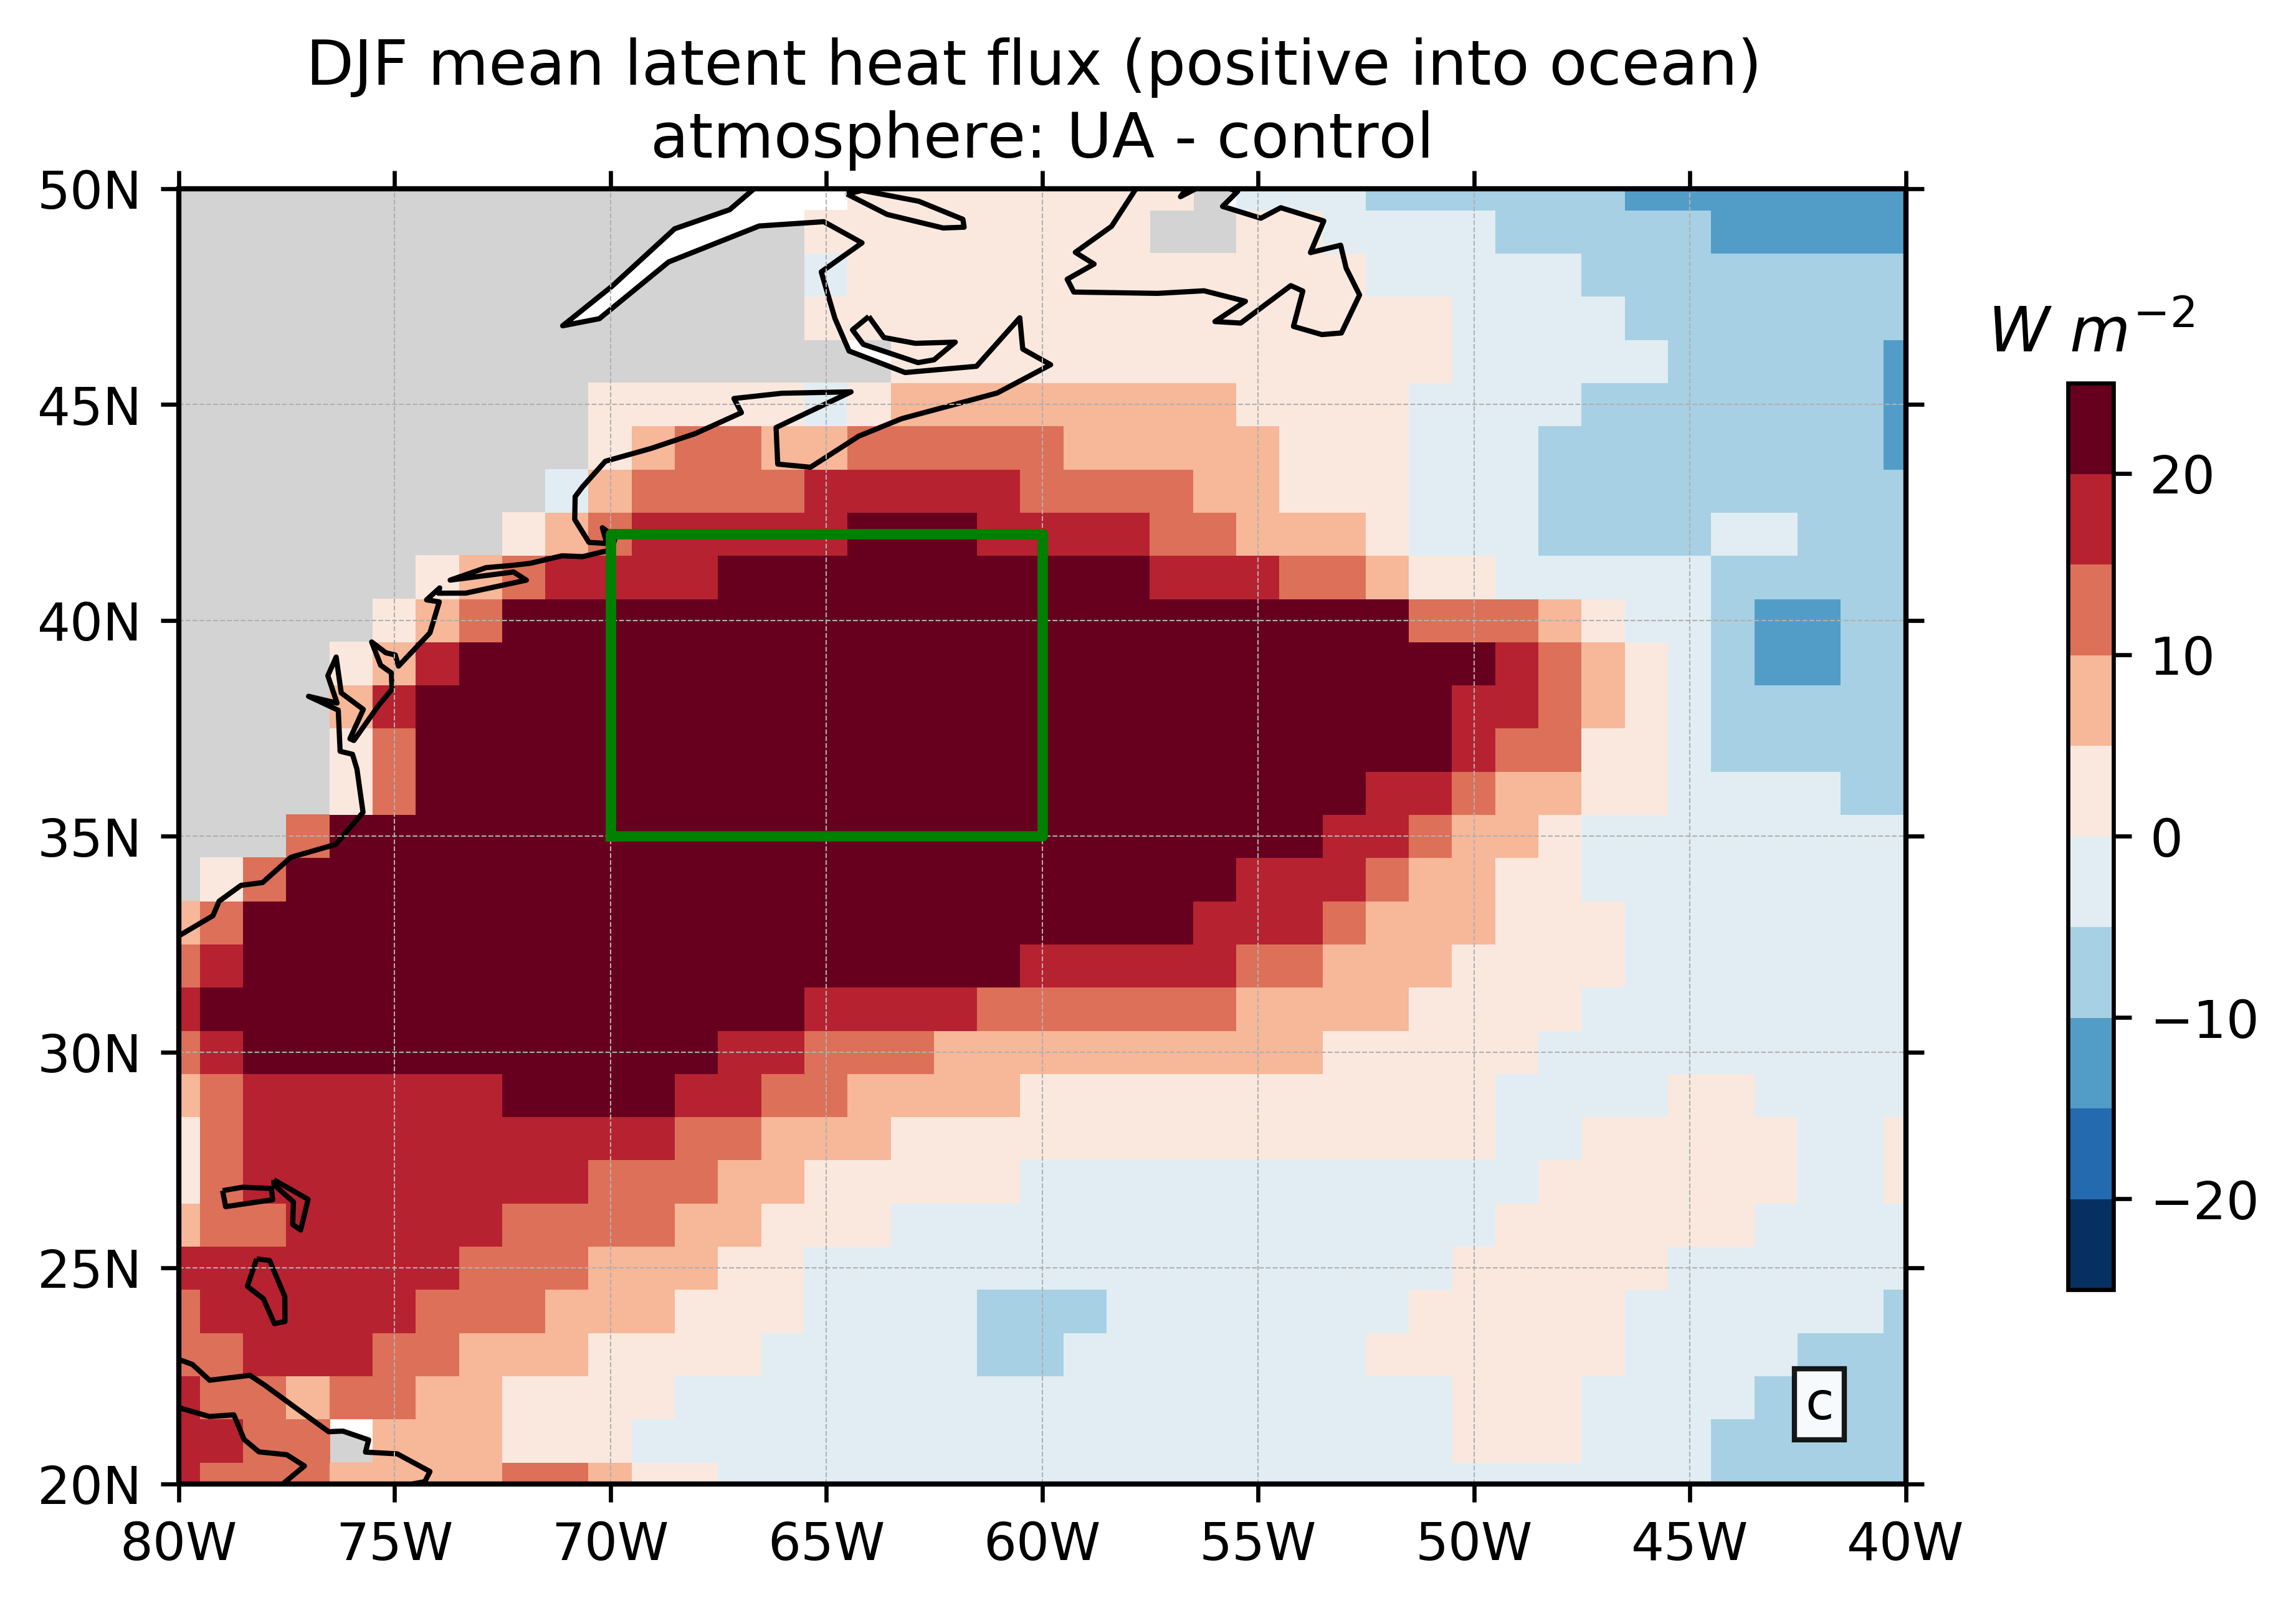 DJF mean latent heat flux (positive into ocean)
atmosphere: UA - control
50N
45N
40N
35N
30N
25N
20N
80W 75W 70W 65W 60W 55W 50W 45W 40W
c
W m⁻²
20
10
0
−10
−20